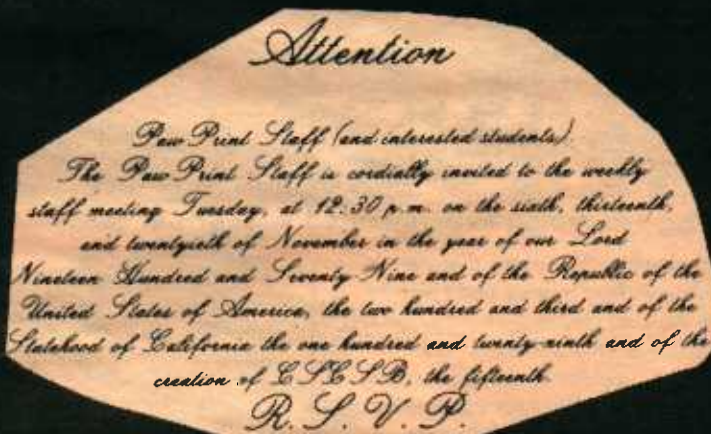 Attention
Paw Print Staff (and interested students)
The Paw Print Staff is cordially invited to the weekly
staff meeting Tuesday, at 12:30 p.m. on the sixth, thirteenth,
and twentyieth of November in the year of our Lord
Nineteen Hundred and Seventy Nine and of the Republic of the
United States of America, the two hundred and third and of the
Statehood of California the one hundred and twenty-ninth and of the
creation of CSCSB, the fifteenth.
R.S.V.P.